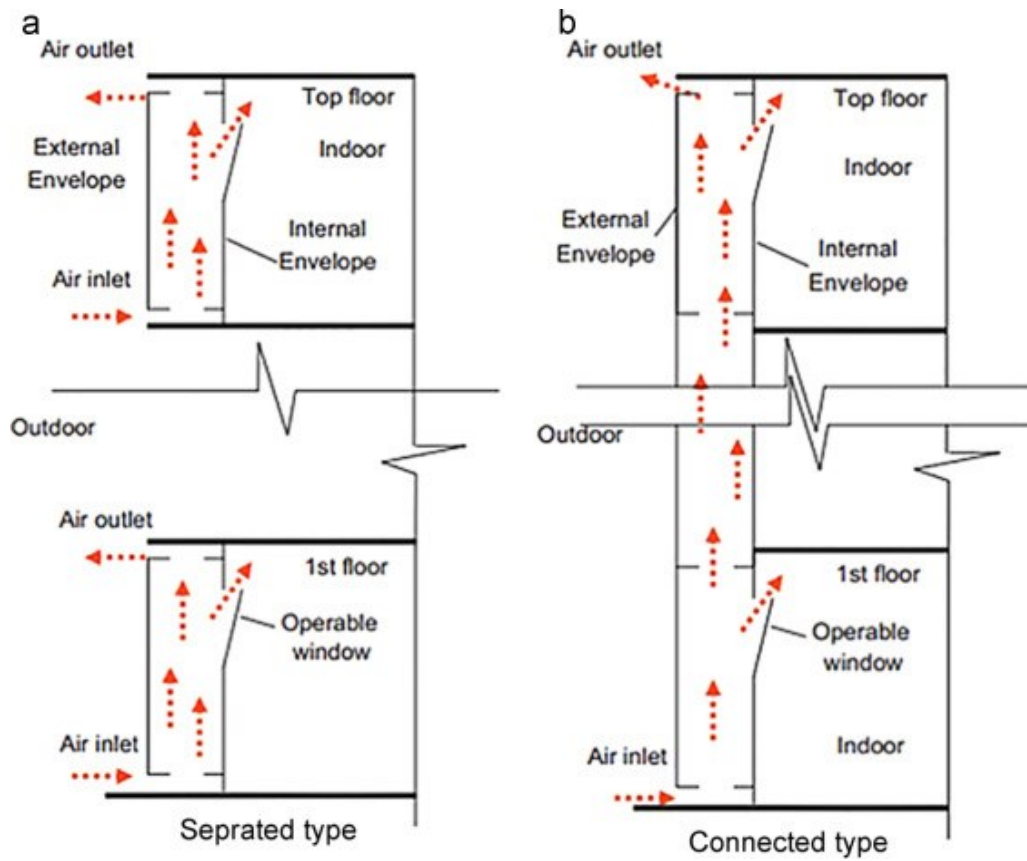 a
Air outlet
Top floor
External
Envelope
Indoor
Internal
Envelope
Air inlet
Outdoor
Air outlet
1st floor
Operable
window
Air inlet
Seprated type
b
Air outlet
Top floor
Indoor
External
Envelope
Internal
Envelope
Outdoor
1st floor
Operable
window
Air inlet
Indoor
Connected type